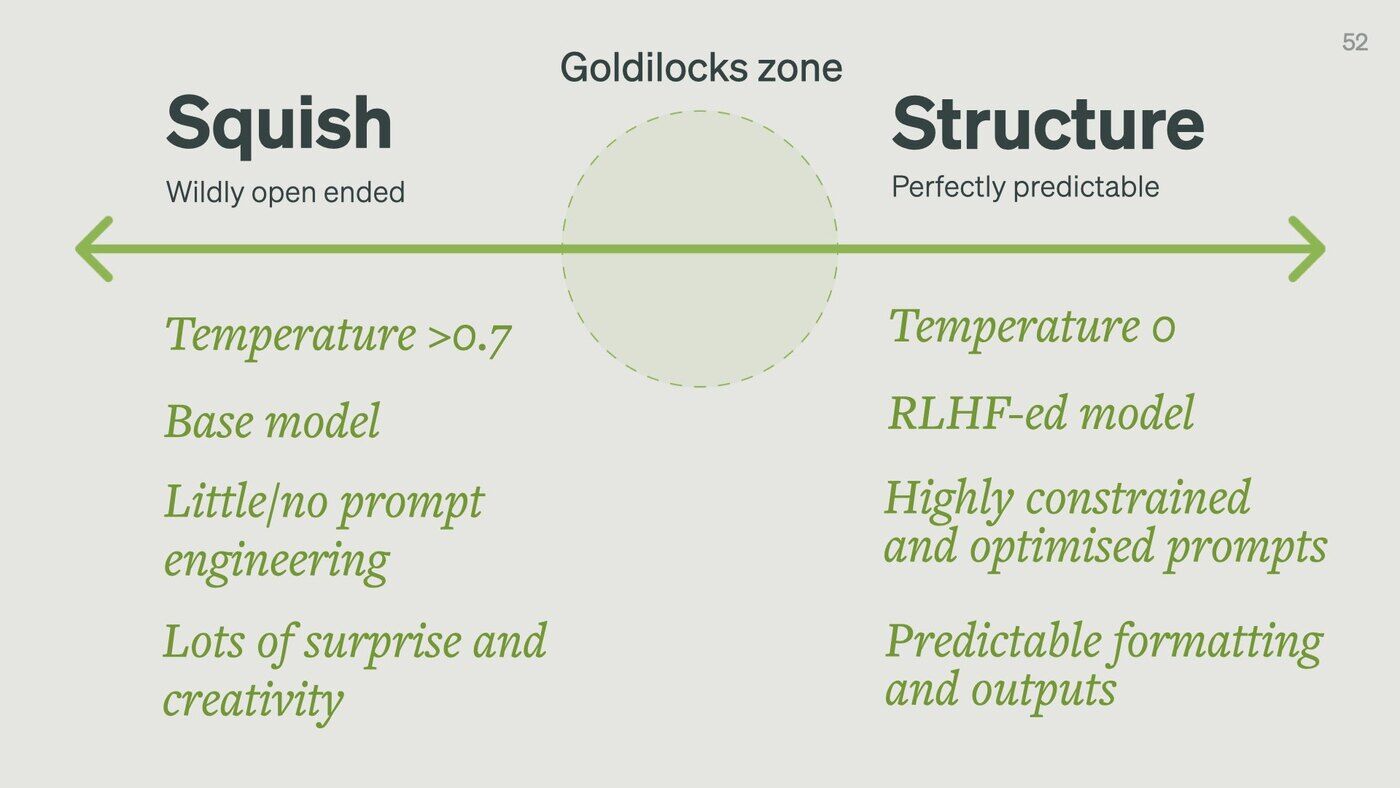 52
Goldilocks zone
Squish
Wildly open ended
Structure
Perfectly predictable
Temperature >0.7
Base model
Little/no prompt
engineering
Lots of surprise and
creativity
Temperature 0
RLHF-ed model
Highly constrained
and optimised prompts
Predictable formatting
and outputs